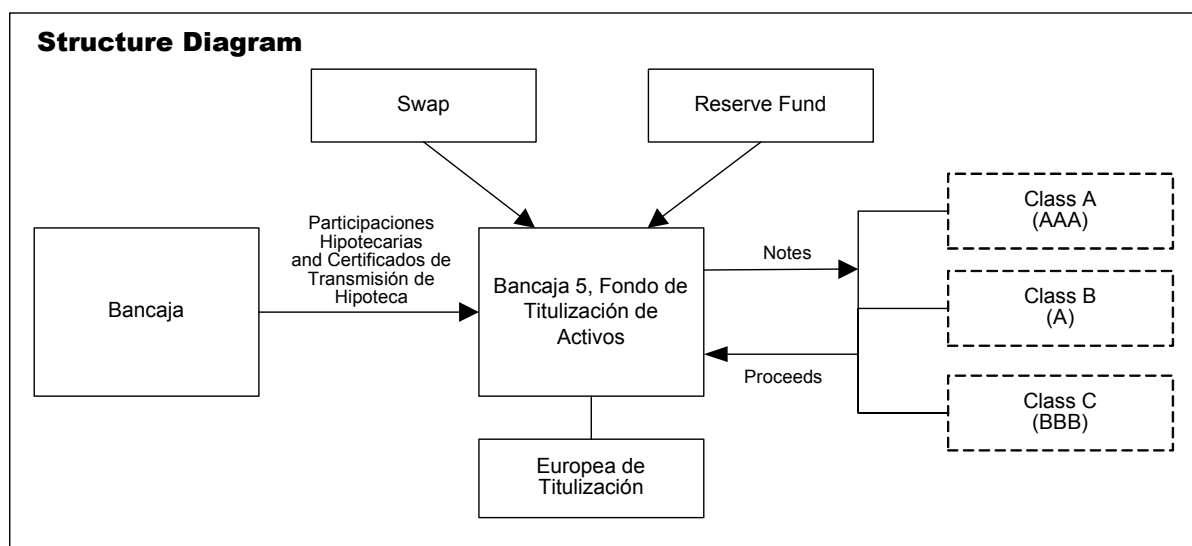 Structure Diagram
Swap
Reserve Fund
Bancaja
Participaciones
Hipotecarias
and Certificados de
Transmisión de
Hipoteca
Bancaja 5, Fondo de
Titulización de
Activos
Notes
Proceeds
Class A
(AAA)
Class B
(A)
Class C
(BBB)
Europea de
Titulización